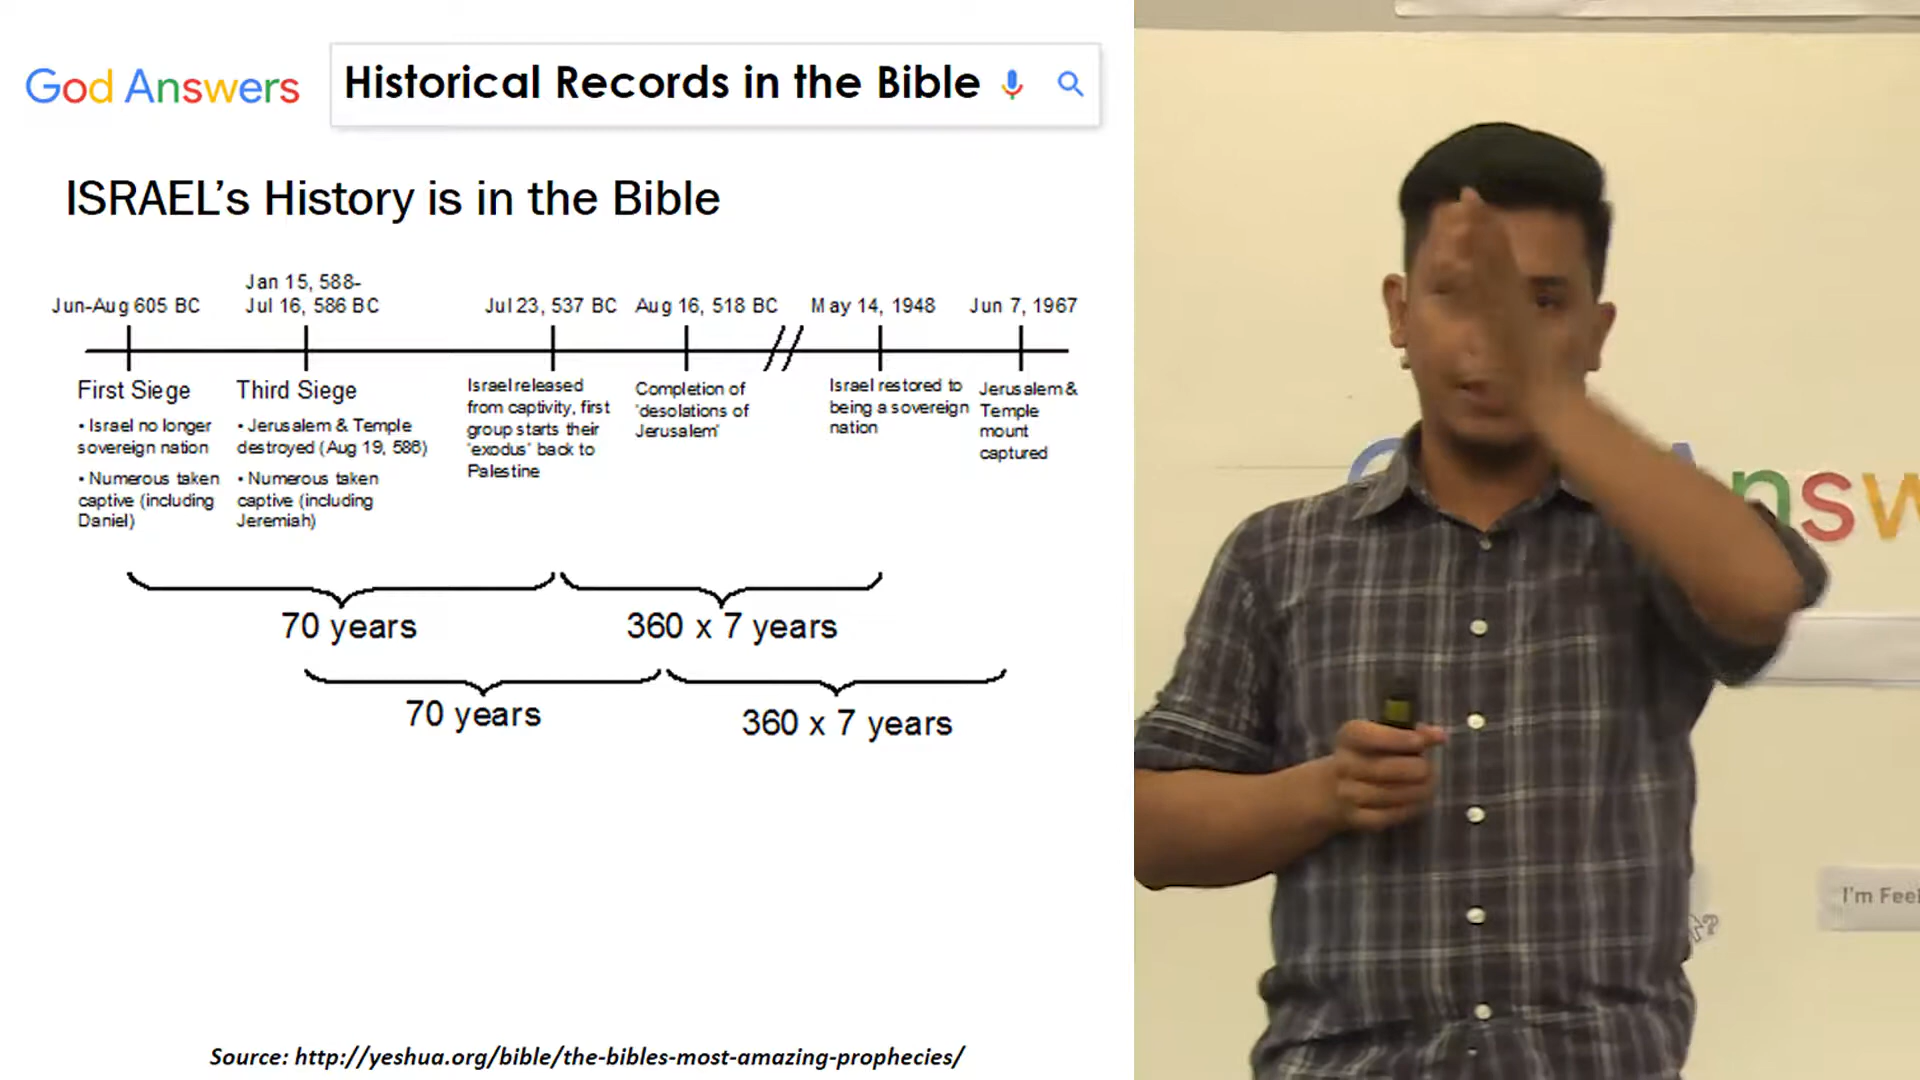 God Answers
Historical Records in the Bible
ISRAEL's History is in the Bible
Jun-Aug 605 BC
Jan 15, 588-
Jul 16, 586 BC
Jul 23, 537 BC
Aug 16, 518 BC
May 14, 1948
Jun 7, 1967
First Siege
• Israel no longer
sovereign nation
• Numerous taken
captive (including
Daniel)
Third Siege
• Jerusalem & Temple
destroyed (Aug 19, 586)
• Numerous taken
captive (including
Jeremiah)
Israel released
from captivity, first
group starts their
'exodus' back to
Palestine
Completion of
'desolations of
Jerusalem'
Israel restored to
being a sovereign
nation
Jerusalem &
Temple
mount
captured
70 years
360 x 7 years
70 years
360 x 7 years
Source: http://yeshua.org/bible/the-bibles-most-amazing-prophecies/
nsw
I'm Feel